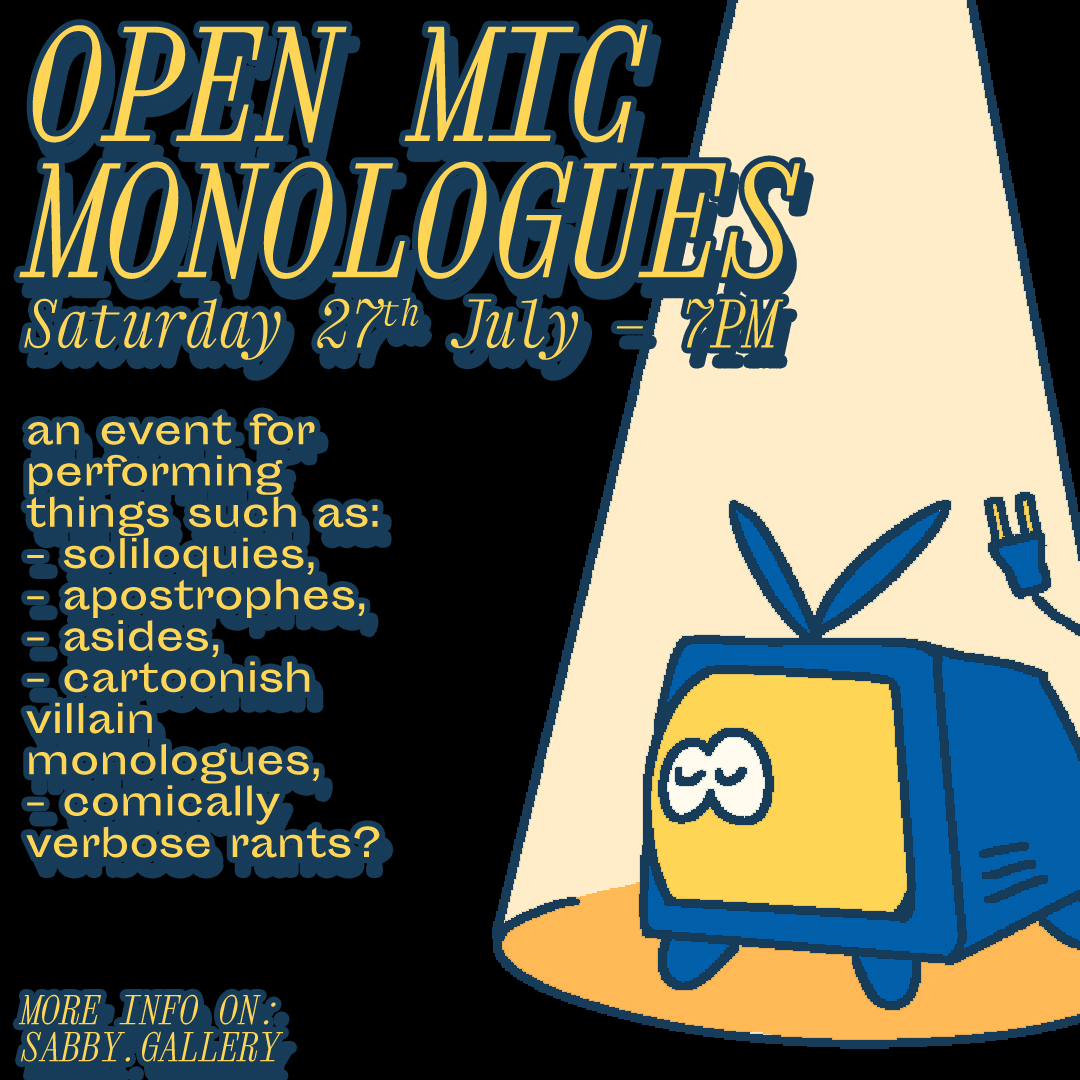 OPEN MIC
MONOLOGUES
Saturday 27th July – 7PM
an event for
performing
things such as:
– soliloquies,
– apostrophes,
– asides,
– cartoonish
villain
monologues,
– comically
verbose rants?
MORE INFO ON:
SABBY.GALLERY